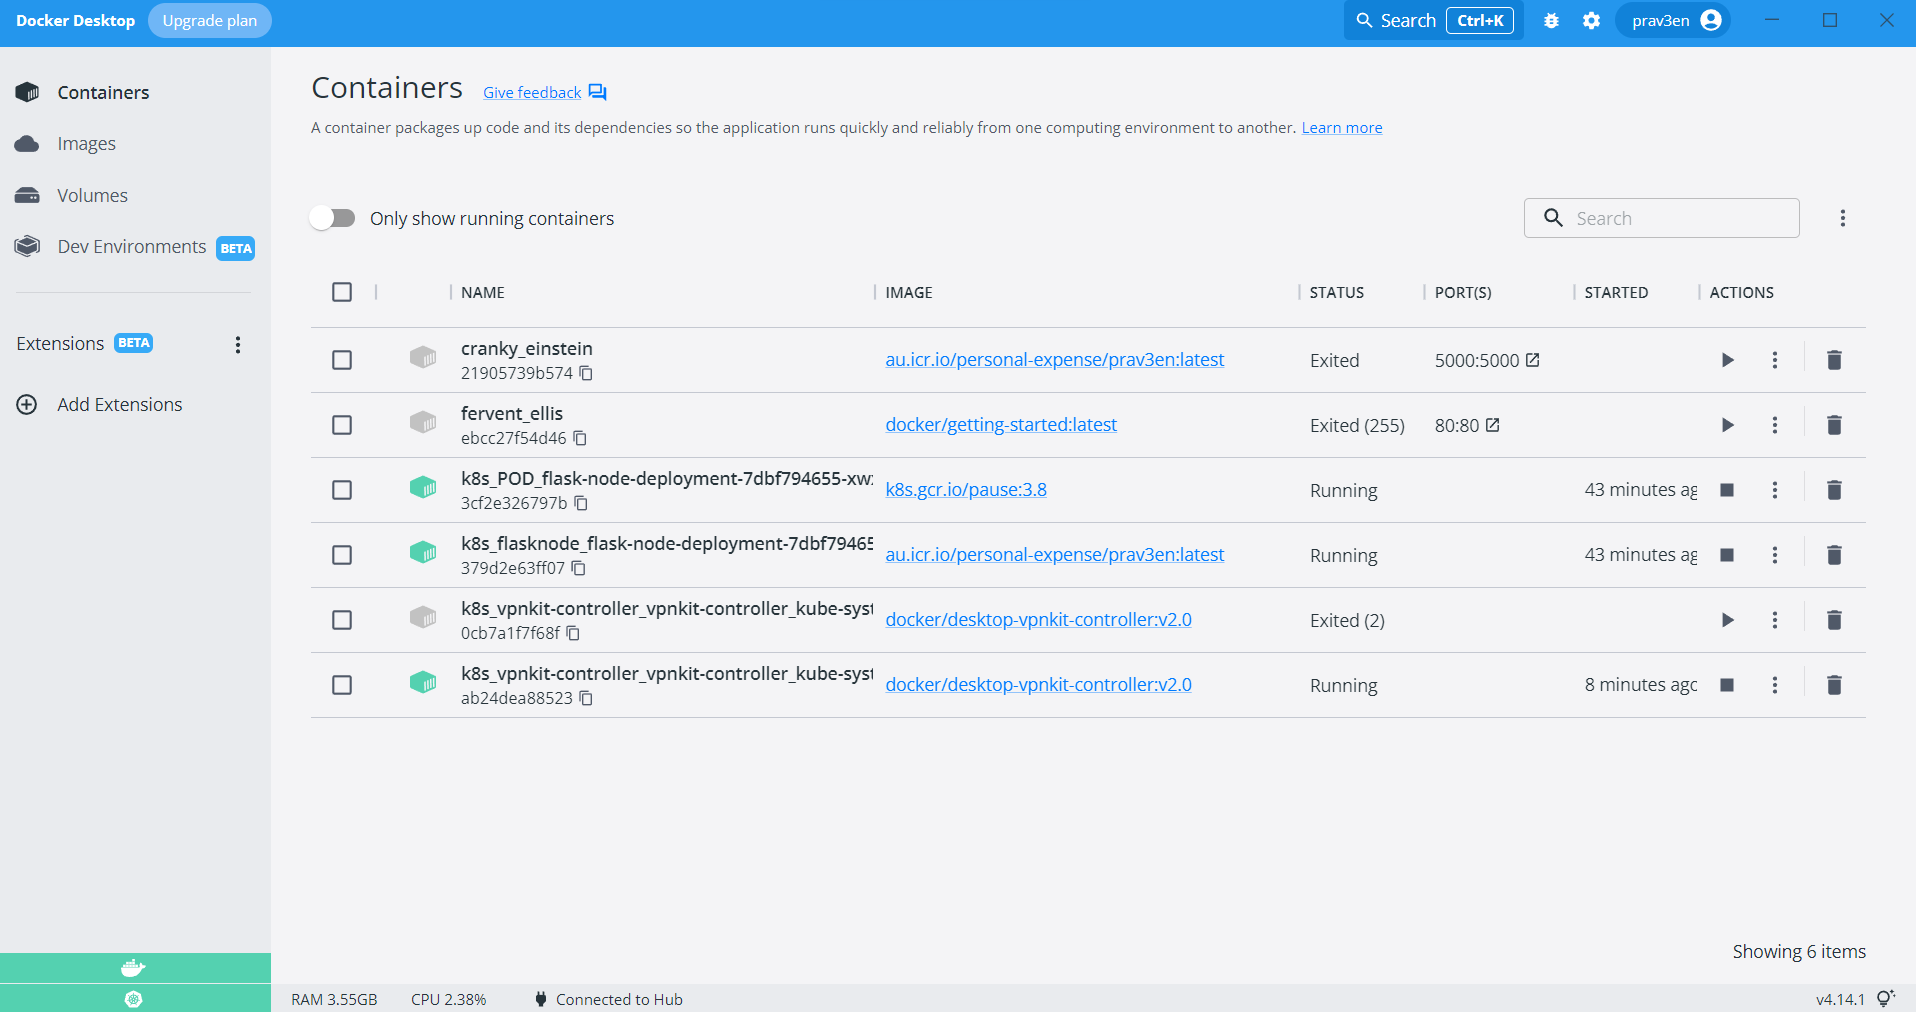 Docker Desktop Upgrade plan Search Ctrl+K prav3en
Containers
Images
Volumes
Dev Environments BETA
Extensions BETA
Add Extensions
Containers Give feedback
A container packages up code and its dependencies so the application runs quickly and reliably from one computing environment to another. Learn more
Only show running containers Search
NAME IMAGE STATUS PORT(S) STARTED ACTIONS
cranky_einstein
21905739b574 au.icr.io/personal-expense/prav3en:latest Exited 5000:5000
fervent_ellis
ebcc27f54d46 docker/getting-started:latest Exited (255) 80:80
k8s_POD_flask-node-deployment-7dbf794655-xw
3cf2e326797b k8s.gcr.io/pause:3.8 Running 43 minutes ag
k8s_flasknode_flask-node-deployment-7dbf79465
379d2e63ff07 au.icr.io/personal-expense/prav3en:latest Running 43 minutes ag
k8s_vpnkit-controller_vpnkit-controller_kube-syst
0cb7a1f7f68f docker/desktop-vpnkit-controller:v2.0 Exited (2)
k8s_vpnkit-controller_vpnkit-controller_kube-syst
ab24dea88523 docker/desktop-vpnkit-controller:v2.0 Running 8 minutes ago
Showing 6 items
RAM 3.55GB CPU 2.38% Connected to Hub v4.14.1